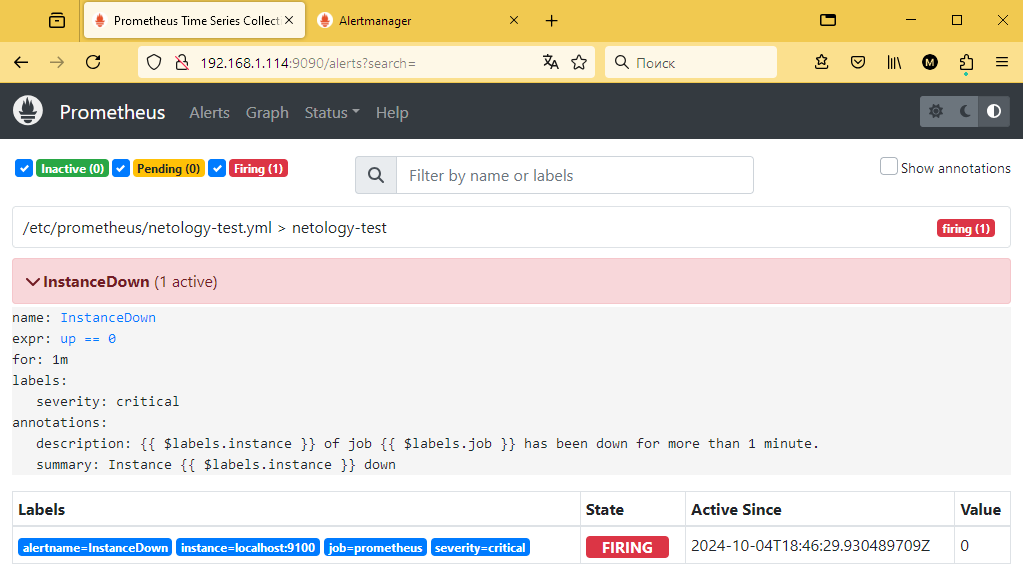 Prometheus Time Series Collect
Alertmanager
192.168.1.114:9090/alerts?search=
Поиск
Prometheus Alerts Graph Status Help
Inactive (0) Pending (0) Firing (1)
Filter by name or labels
Show annotations
/etc/prometheus/netology-test.yml > netology-test
firing (1)
InstanceDown (1 active)
name: InstanceDown
expr: up == 0
for: 1m
labels:
severity: critical
annotations:
description: {{ $labels.instance }} of job {{ $labels.job }} has been down for more than 1 minute.
summary: Instance {{ $labels.instance }} down
Labels State Active Since Value
alertname=InstanceDown instance=localhost:9100 job=prometheus severity=critical FIRING 2024-10-04T18:46:29.930489709Z 0